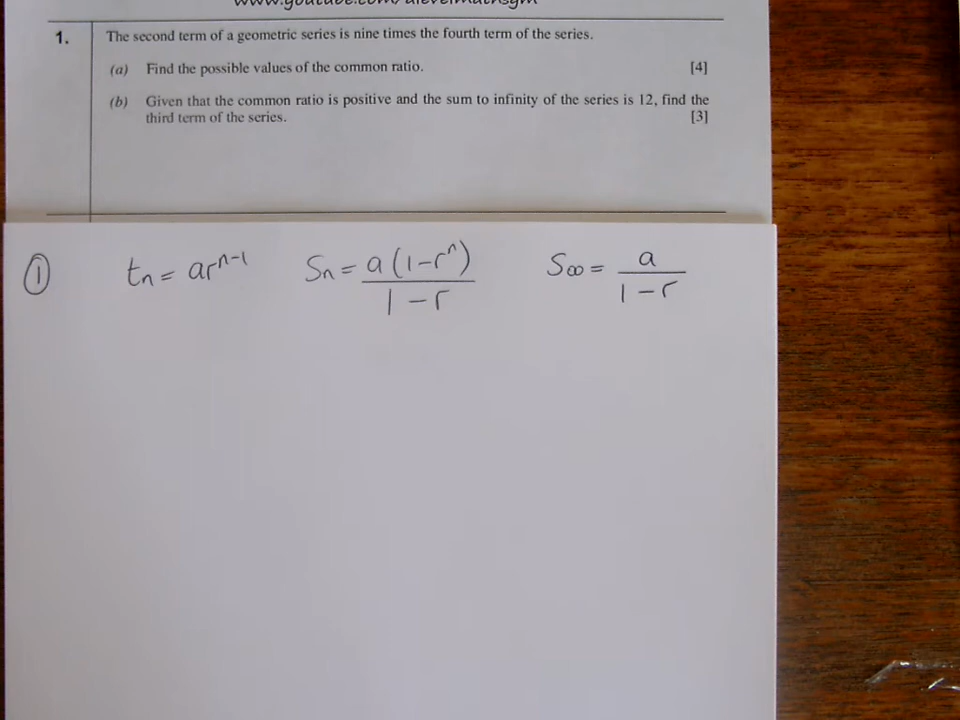 1. The second term of a geometric series is nine times the fourth term of the series.
(a) Find the possible values of the common ratio. [4]
(b) Given that the common ratio is positive and the sum to infinity of the series is 12, find the
third term of the series. [3]
① tₙ = arⁿ⁻¹ Sₙ = a(1-rⁿ)/(1-r) S∞ = a/(1-r)